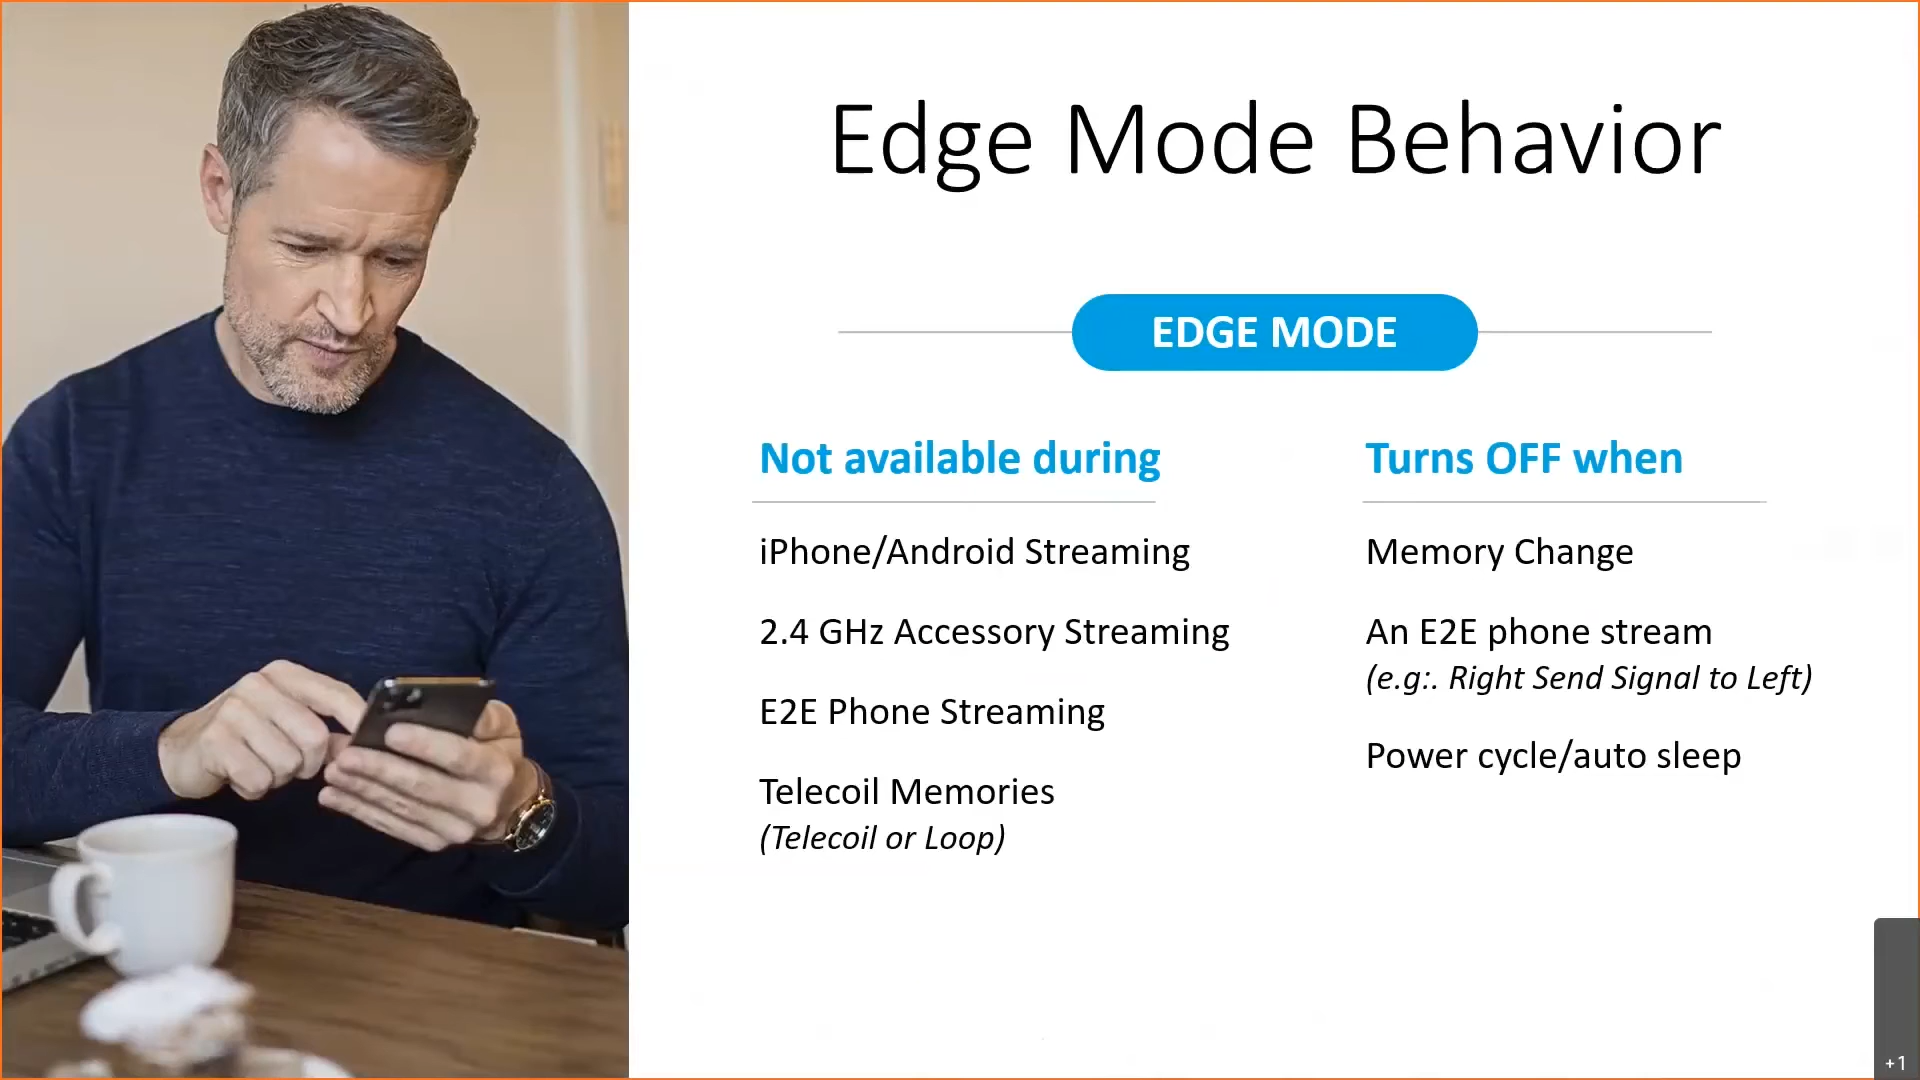 Edge Mode Behavior
EDGE MODE
Not available during
iPhone/Android Streaming
2.4 GHz Accessory Streaming
E2E Phone Streaming
Telecoil Memories
(Telecoil or Loop)
Turns OFF when
Memory Change
An E2E phone stream
(e.g:. Right Send Signal to Left)
Power cycle/auto sleep
+1